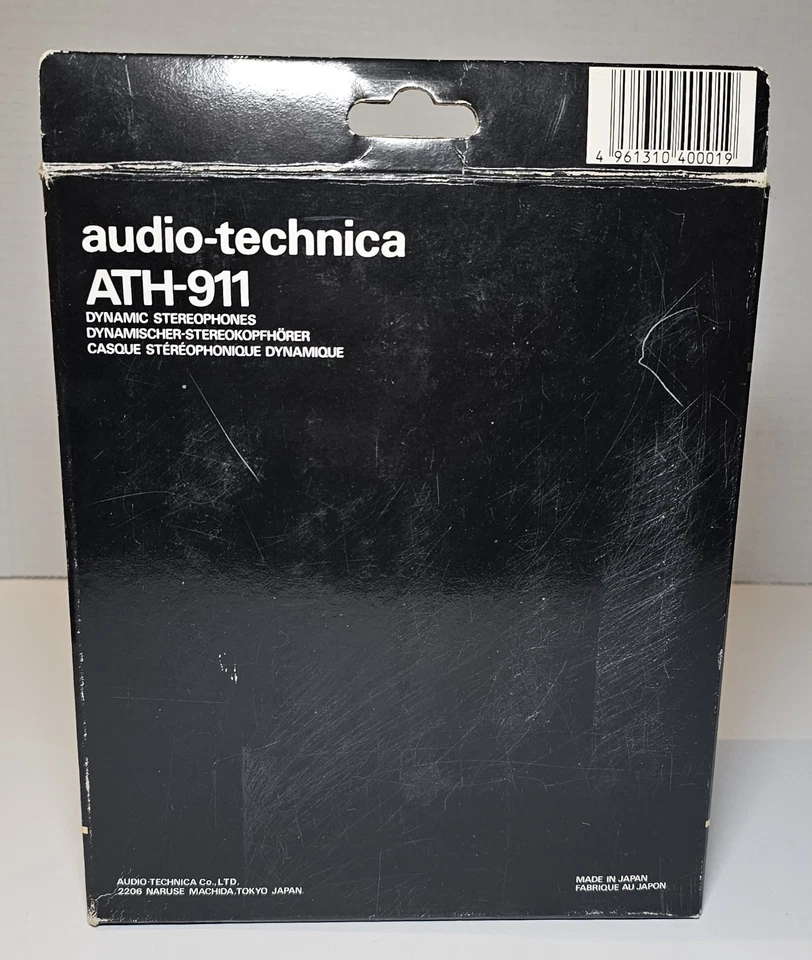 4 961310 400019
audio-technica
ATH-911
DYNAMIC STEREOPHONES
DYNAMISCHER-STEREOKOPFHÖRER
CASQUE STÉRÉOPHONIQUE DYNAMIQUE
AUDIO-TECHNICA Co., LTD.
2206 NARUSE MACHIDA, TOKYO JAPAN
MADE IN JAPAN
FABRIQUE AU JAPON